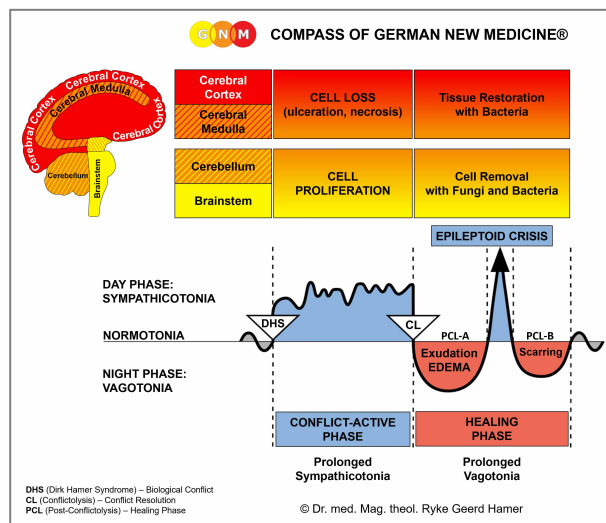 GNM COMPASS OF GERMAN NEW MEDICINE®
Cerebral Cortex
Cerebral Cortex
Cerebral Medulla
Cerebral Cortex
Cerebellum
Brainstem
Cerebral
Cortex
Cerebral
Medulla
CELL LOSS
(ulceration, necrosis)
Tissue Restoration
with Bacteria
Cerebellum
Brainstem
CELL
PROLIFERATION
Cell Removal
with Fungi and Bacteria
EPILEPTOID CRISIS
DAY PHASE:
SYMPATHICOTONIA
DHS
CL
NORMOTONIA
PCL-A
PCL-B
Exudation
EDEMA
Scarring
NIGHT PHASE:
VAGOTONIA
CONFLICT-ACTIVE
PHASE
HEALING
PHASE
Prolonged
Sympathicotonia
Prolonged
Vagotonia
DHS (Dirk Hamer Syndrome) – Biological Conflict
CL (Conflictolysis) – Conflict Resolution
PCL (Post-Conflictolysis) – Healing Phase
© Dr. med. Mag. theol. Ryke Geerd Hamer